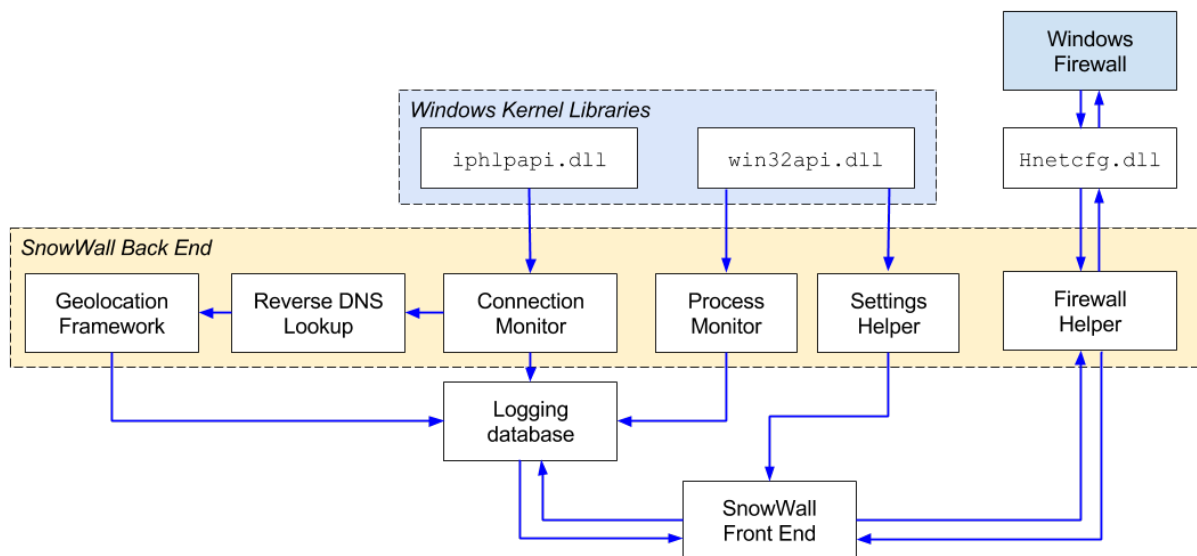 Windows
Firewall
Windows Kernel Libraries
iphlpapi.dll
win32api.dll
Hnetcfg.dll
SnowWall Back End
Geolocation
Framework
Reverse DNS
Lookup
Connection
Monitor
Process
Monitor
Settings
Helper
Firewall
Helper
Logging
database
SnowWall
Front End